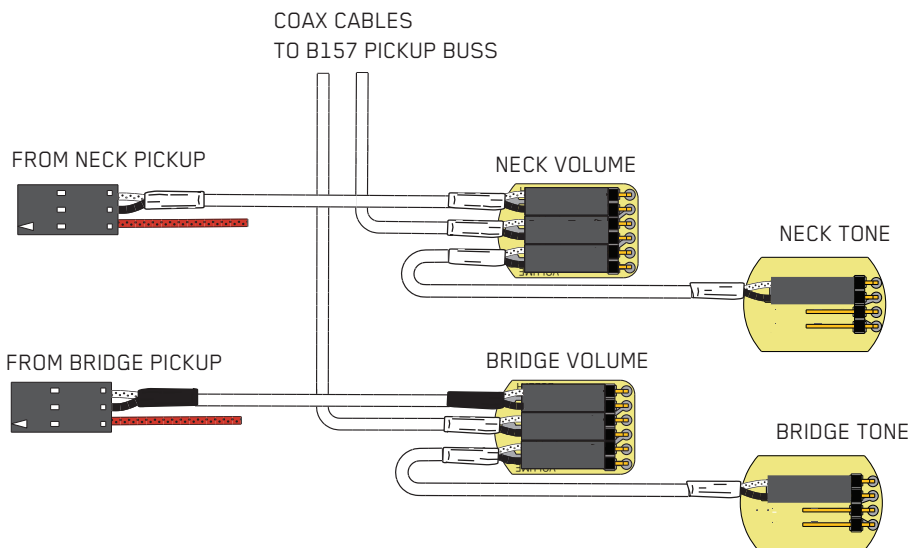 COAX CABLES
TO B157 PICKUP BUSS
FROM NECK PICKUP
NECK VOLUME
NECK TONE
FROM BRIDGE PICKUP
BRIDGE VOLUME
BRIDGE TONE